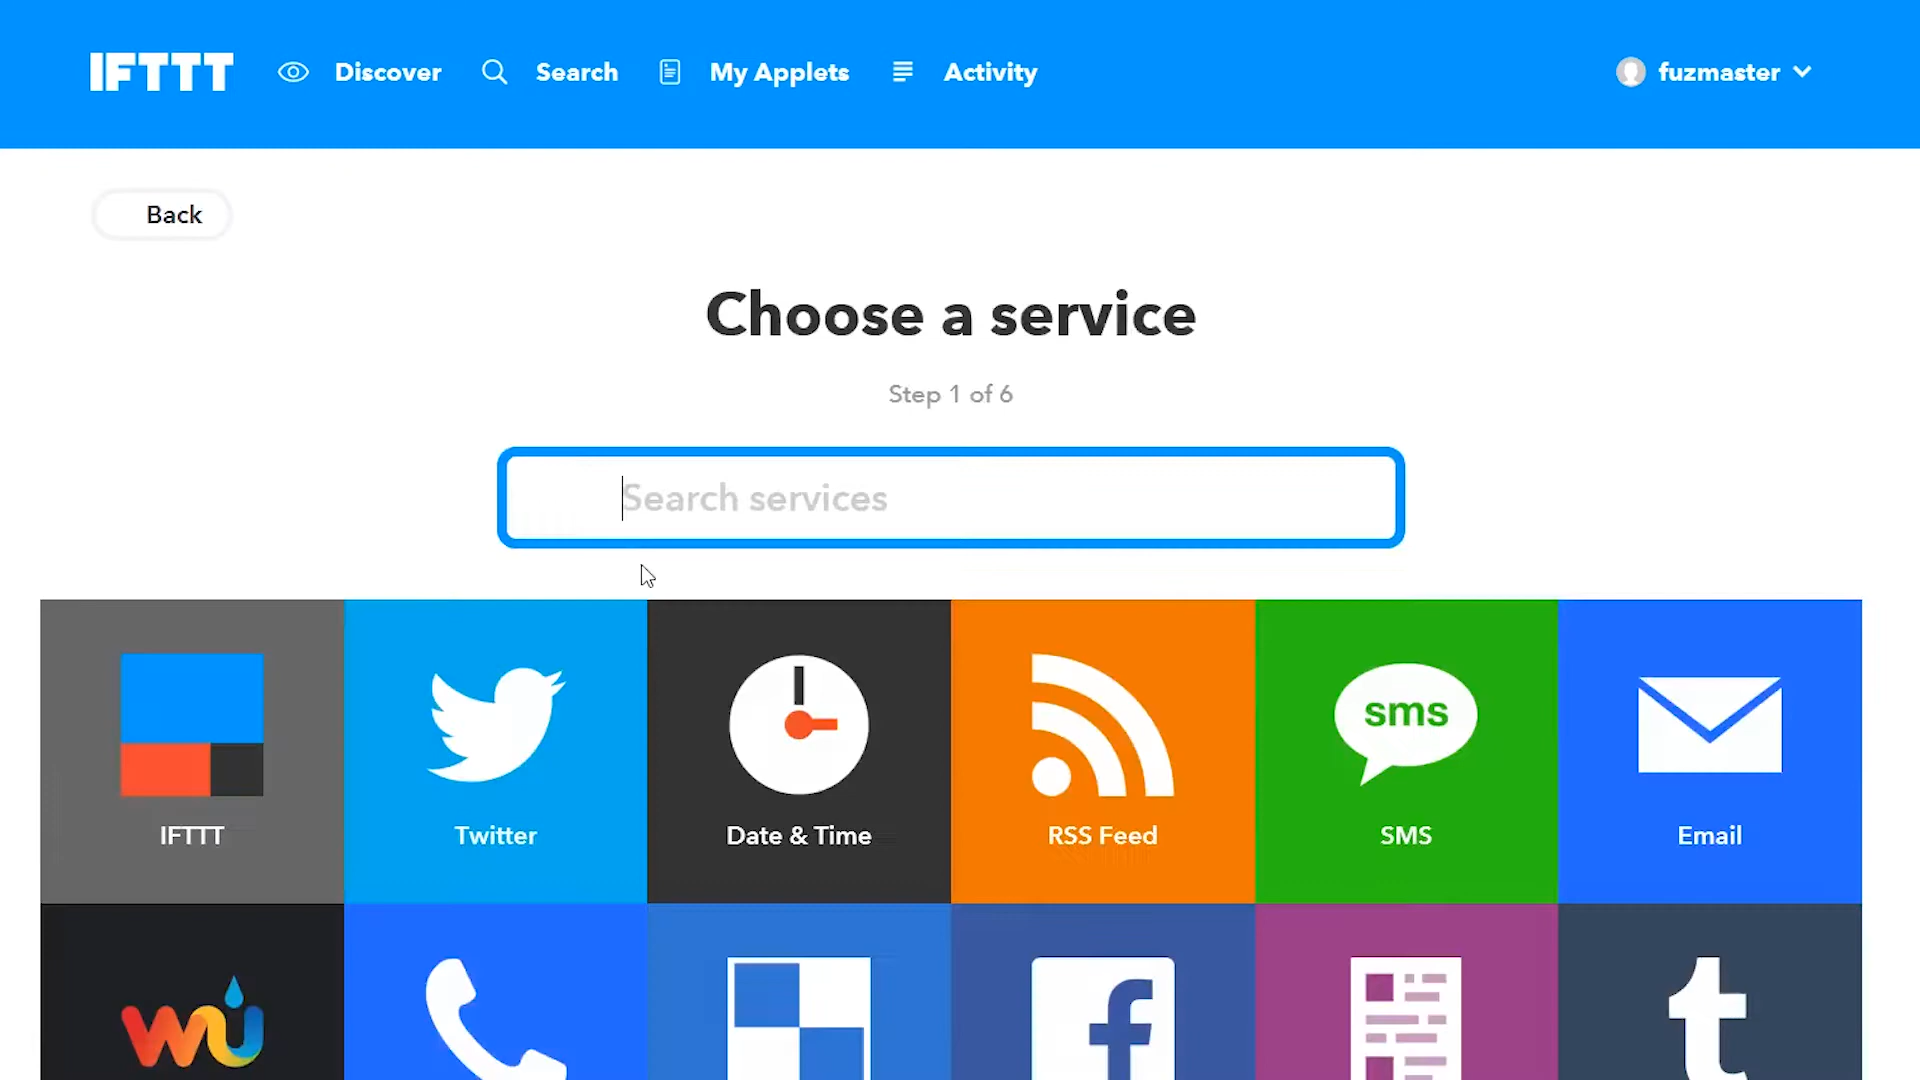 IFTTT Discover Search My Applets Activity fuzmaster
Back
Choose a service
Step 1 of 6
Search services
sms
IFTTT Twitter Date & Time RSS Feed SMS Email
wu f t